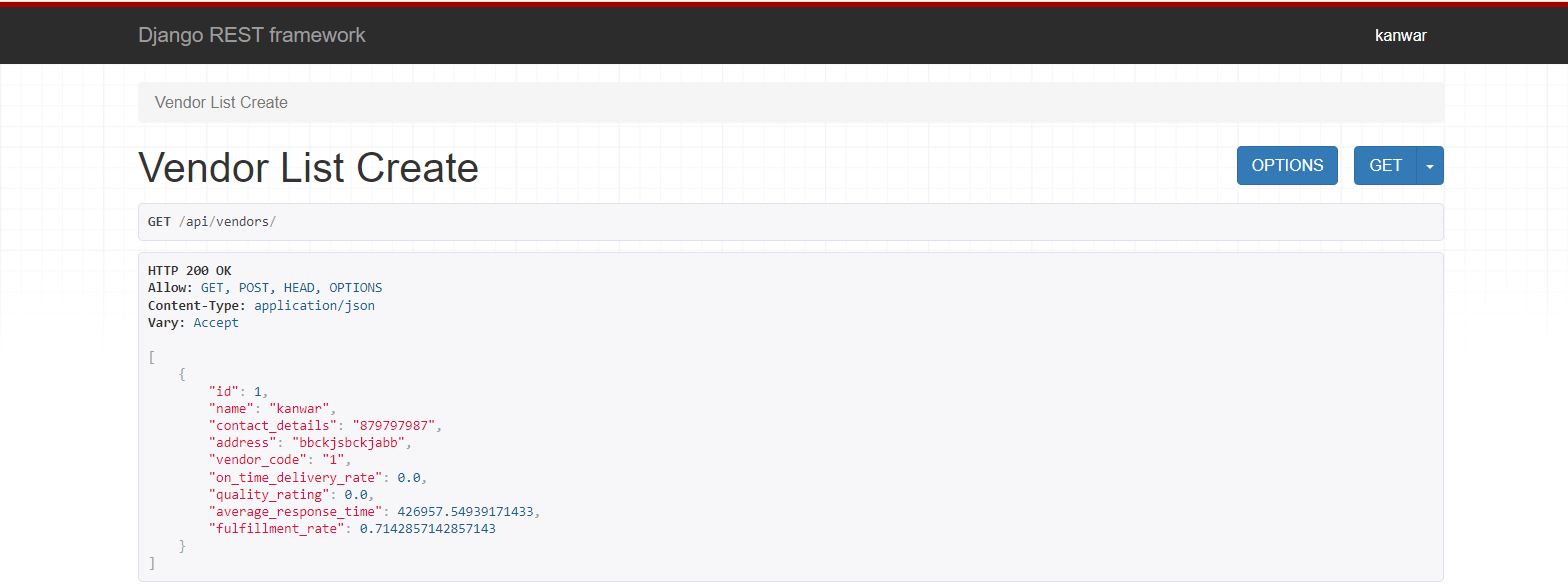 Django REST framework
kanwar
Vendor List Create
Vendor List Create
OPTIONS
GET
GET /api/vendors/
HTTP 200 OK
Allow: GET, POST, HEAD, OPTIONS
Content-Type: application/json
Vary: Accept
[
    {
        "id": 1,
        "name": "kanwar",
        "contact_details": "879797987",
        "address": "bbckjsbckjabb",
        "vendor_code": "1",
        "on_time_delivery_rate": 0.0,
        "quality_rating": 0.0,
        "average_response_time": 426957.54939171433,
        "fulfillment_rate": 0.7142857142857143
    }
]